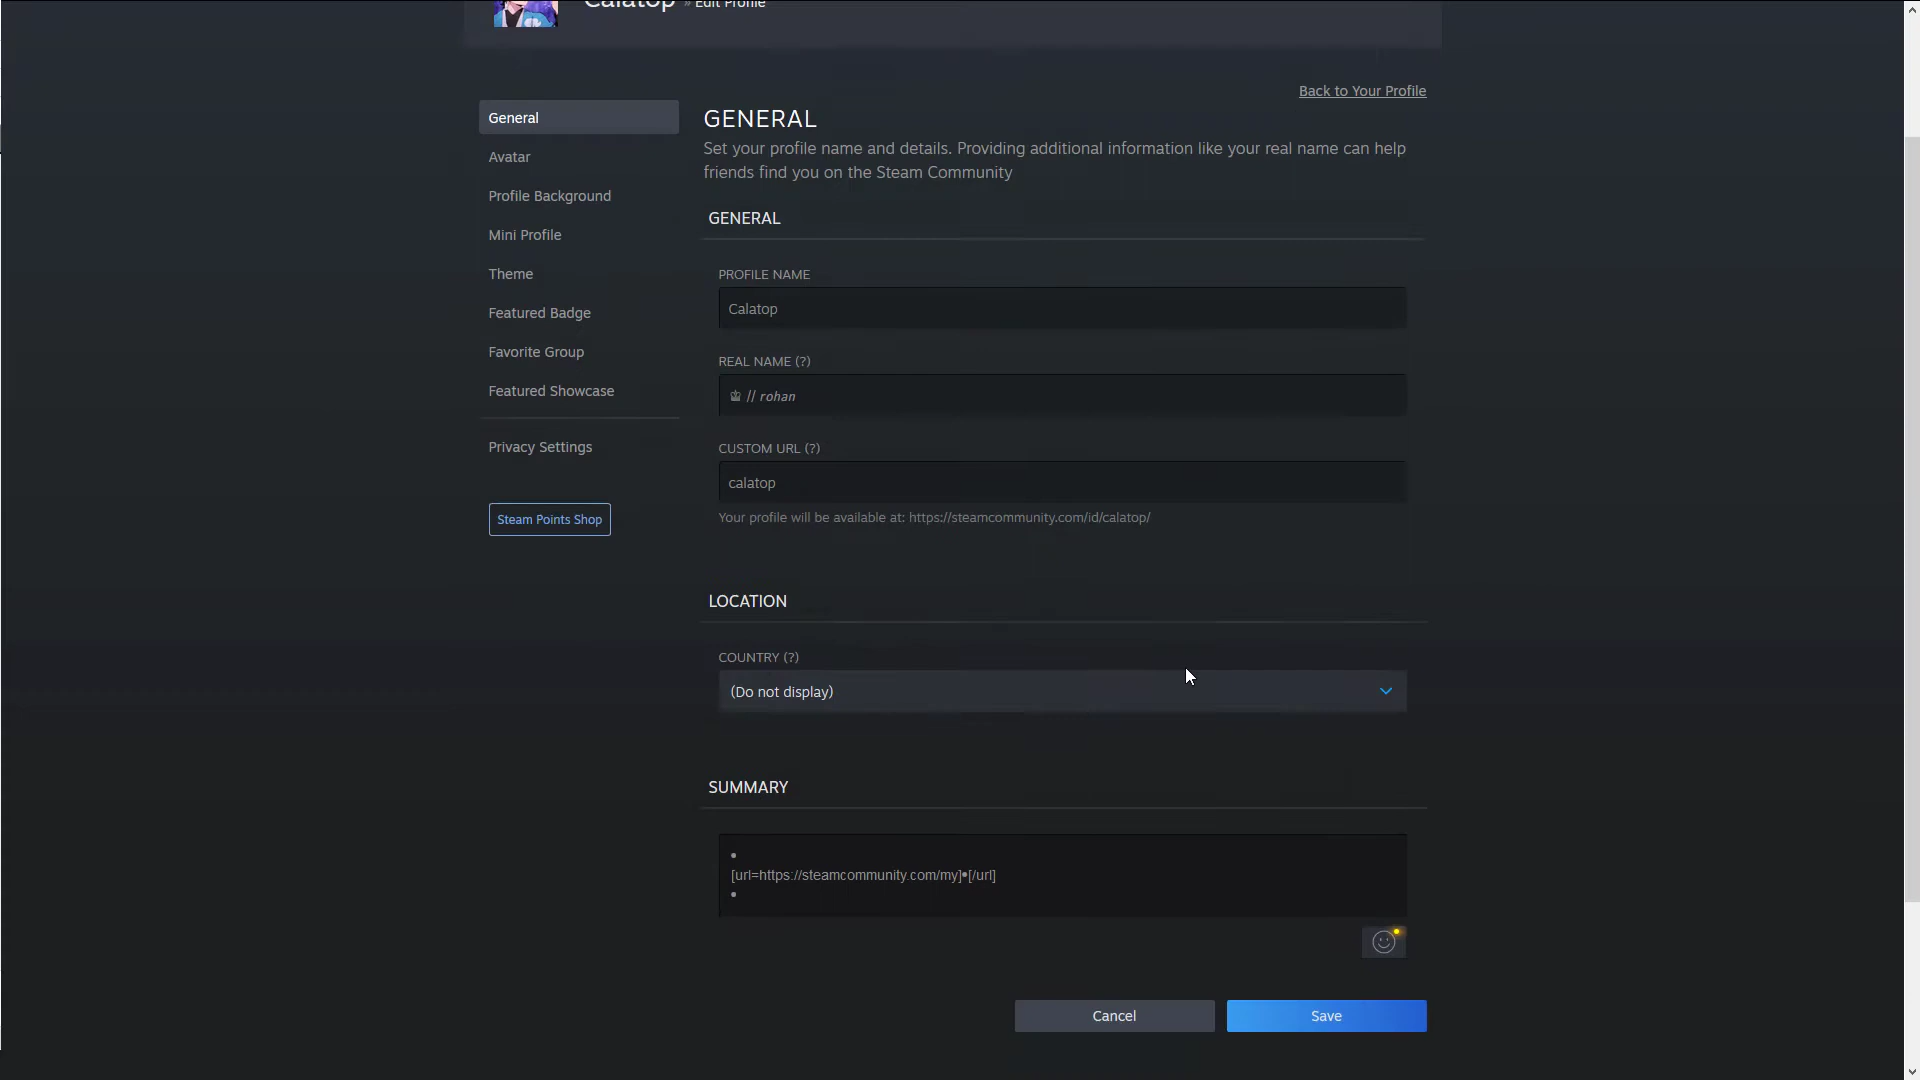 Calatop » Edit Profile
Back to Your Profile
General
Avatar
Profile Background
Mini Profile
Theme
Featured Badge
Favorite Group
Featured Showcase
Privacy Settings
Steam Points Shop
GENERAL
Set your profile name and details. Providing additional information like your real name can help
friends find you on the Steam Community
GENERAL
PROFILE NAME
Calatop
REAL NAME (?)
// rohan
CUSTOM URL (?)
calatop
Your profile will be available at: https://steamcommunity.com/id/calatop/
LOCATION
COUNTRY (?)
(Do not display)
SUMMARY
•
[url=https://steamcommunity.com/my]•[/url]
•
Cancel
Save